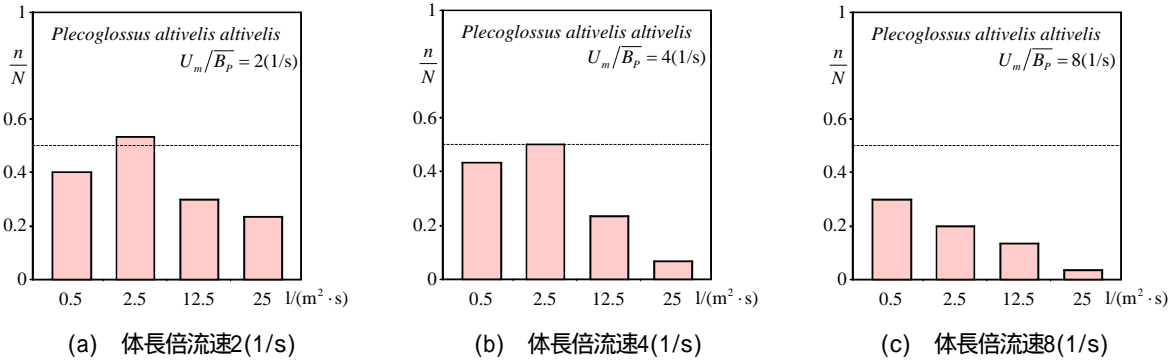 1
Plecoglossus altivelis altivelis
U_m/\overline{B_P} = 2(1/s)
n/N
0.6
0.4
0.2
0
0.5 2.5 12.5 25 l/(m²·s)
(a) 体長倍流速2(1/s)
1
Plecoglossus altivelis altivelis
U_m/\overline{B_P} = 4(1/s)
n/N
0.6
0.4
0.2
0
0.5 2.5 12.5 25 l/(m²·s)
(b) 体長倍流速4(1/s)
1
Plecoglossus altivelis altivelis
U_m/\overline{B_P} = 8(1/s)
n/N
0.6
0.4
0.2
0
0.5 2.5 12.5 25 l/(m²·s)
(c) 体長倍流速8(1/s)